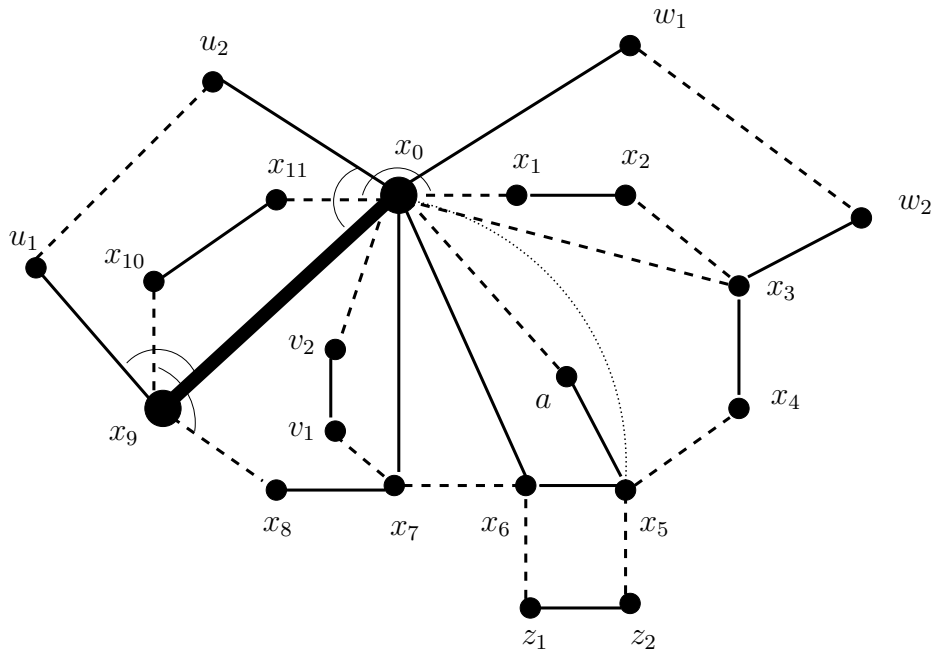 w₁
u₂
x₀
x₁
x₂
x₁₁
w₂
u₁
x₁₀
x₃
v₂
a
x₄
x₉
v₁
x₈
x₇
x₆
x₅
z₁
z₂